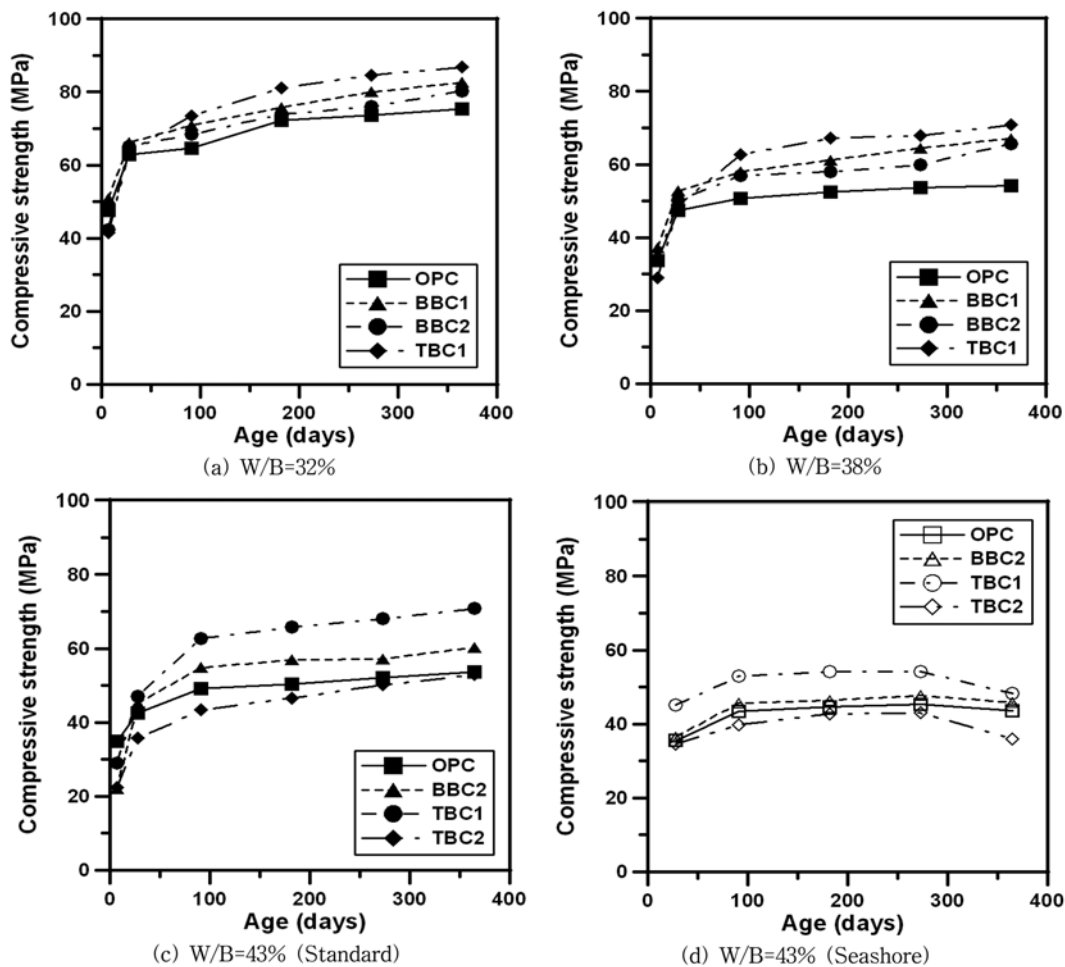 100
80
60
40
20
0
Compressive strength (MPa)
OPC
BBC1
BBC2
TBC1
0 100 200 300 400
Age (days)
(a) W/B=32%
100
80
60
40
20
0
Compressive strength (MPa)
OPC
BBC1
BBC2
TBC1
0 100 200 300 400
Age (days)
(b) W/B=38%
100
80
60
40
20
0
Compressive strength (MPa)
OPC
BBC2
TBC1
TBC2
0 100 200 300 400
Age (days)
(c) W/B=43% (Standard)
100
80
60
40
20
0
Compressive strength (MPa)
OPC
BBC2
TBC1
TBC2
0 100 200 300 400
Age (days)
(d) W/B=43% (Seashore)